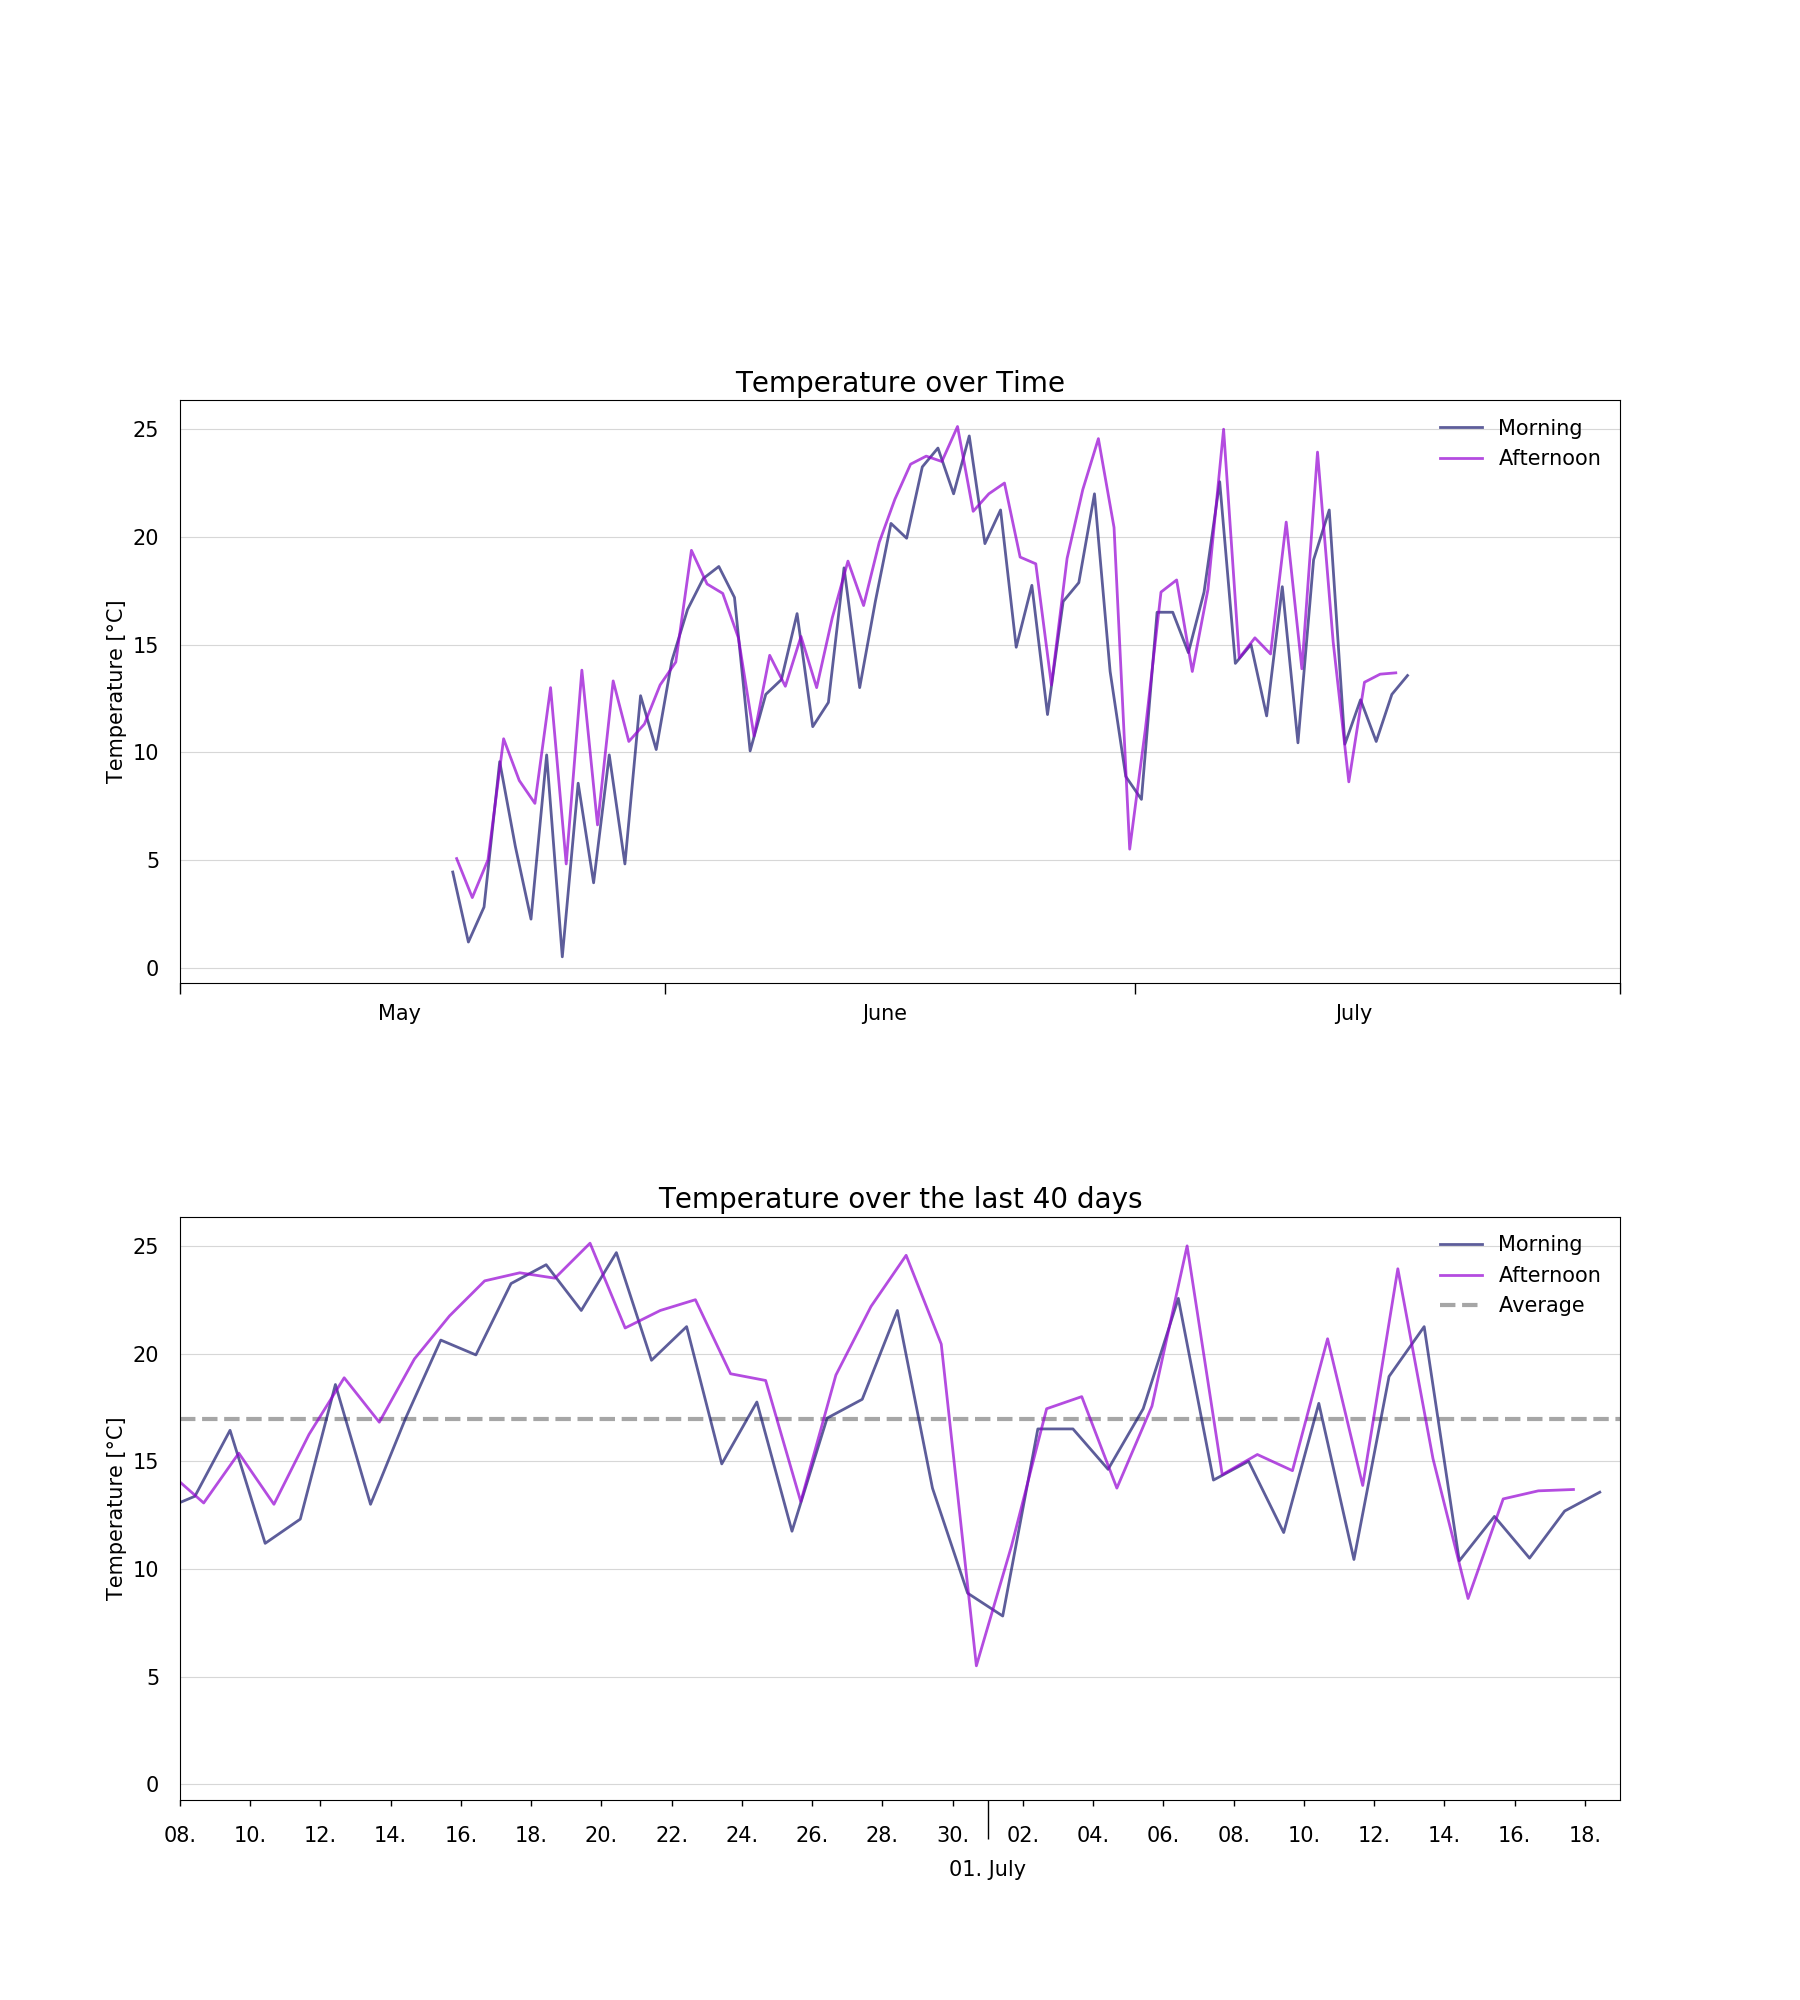 Temperature over Time
Temperature [°C]
25
20
15
10
5
0
Morning
Afternoon
May June July
Temperature over the last 40 days
Temperature [°C]
25
20
15
10
5
0
Morning
Afternoon
Average
08. 10. 12. 14. 16. 18. 20. 22. 24. 26. 28. 30. 02. 04. 06. 08. 10. 12. 14. 16. 18.
01. July